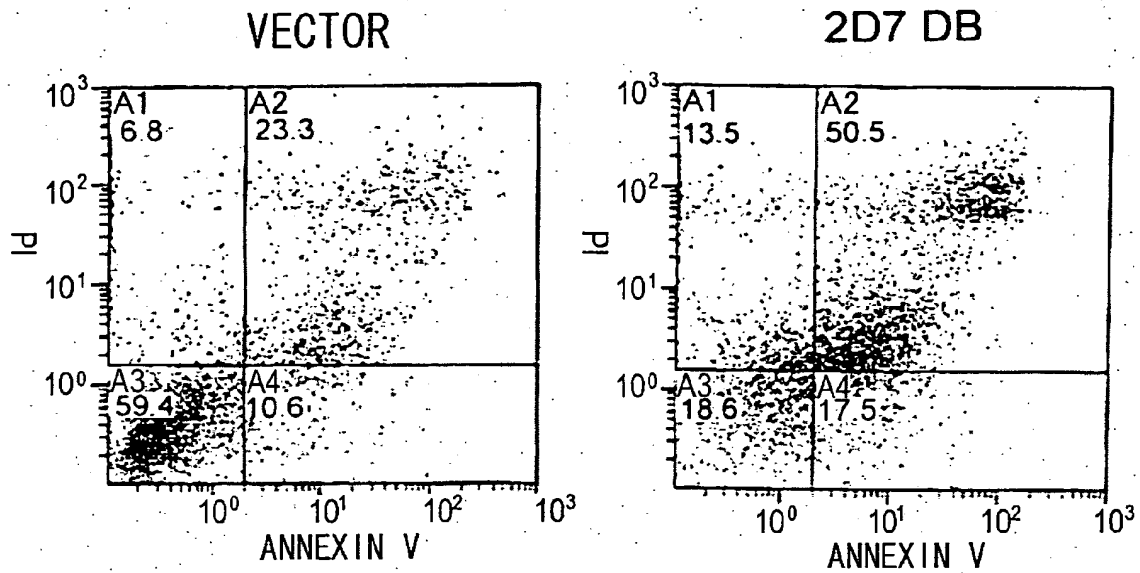 VECTOR
10³
A1
6.8
A2
23.3
10²
PI
10¹
10⁰
A3
59.4
A4
10.6
10⁰
10¹
10²
10³
ANNEXIN V
2D7 DB
10³
A1
13.5
A2
50.5
10²
PI
10¹
10⁰
A3
18.6
A4
17.5
10⁰
10¹
10²
10³
ANNEXIN V